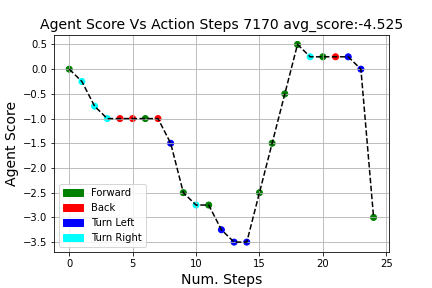 Agent Score Vs Action Steps 7170 avg_score:-4.525
Agent Score
0.5
0.0
−0.5
−1.0
−1.5
−2.0
−2.5
−3.0
−3.5
Forward
Back
Turn Left
Turn Right
0
5
10
15
20
25
Num. Steps